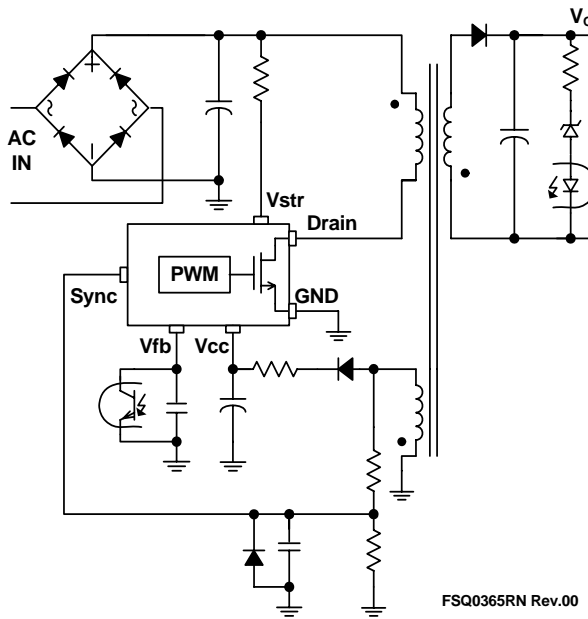 V
AC
IN
Vstr
Drain
PWM
Sync
GND
Vfb
Vcc
FSQ0365RN Rev.00